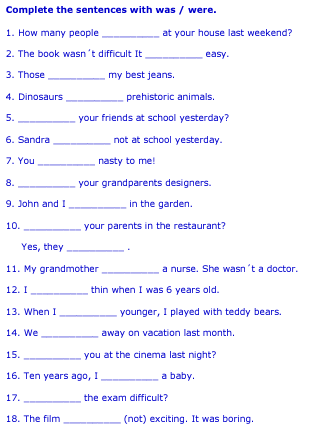 Complete the sentences with was / were.
1. How many people __________ at your house last weekend?
2. The book wasn´t difficult It __________ easy.
3. Those __________ my best jeans.
4. Dinosaurs __________ prehistoric animals.
5. __________ your friends at school yesterday?
6. Sandra __________ not at school yesterday.
7. You __________ nasty to me!
8. __________ your grandparents designers.
9. John and I __________ in the garden.
10. __________ your parents in the restaurant?
Yes, they __________ .
11. My grandmother __________ a nurse. She wasn´t a doctor.
12. I __________ thin when I was 6 years old.
13. When I __________ younger, I played with teddy bears.
14. We __________ away on vacation last month.
15. __________ you at the cinema last night?
16. Ten years ago, I __________ a baby.
17. __________ the exam difficult?
18. The film __________ (not) exciting. It was boring.